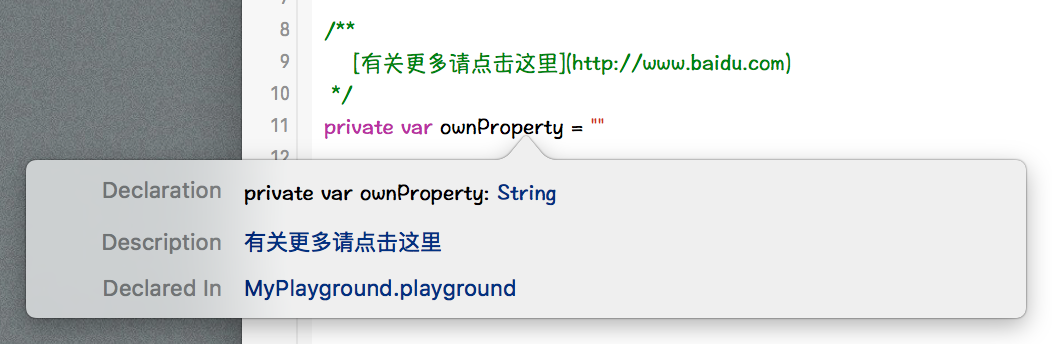 8 /**
9 [有关更多请点击这里](http://www.baidu.com)
10 */
11 private var ownProperty = ""
12
Declaration private var ownProperty: String
Description 有关更多请点击这里
Declared In MyPlayground.playground